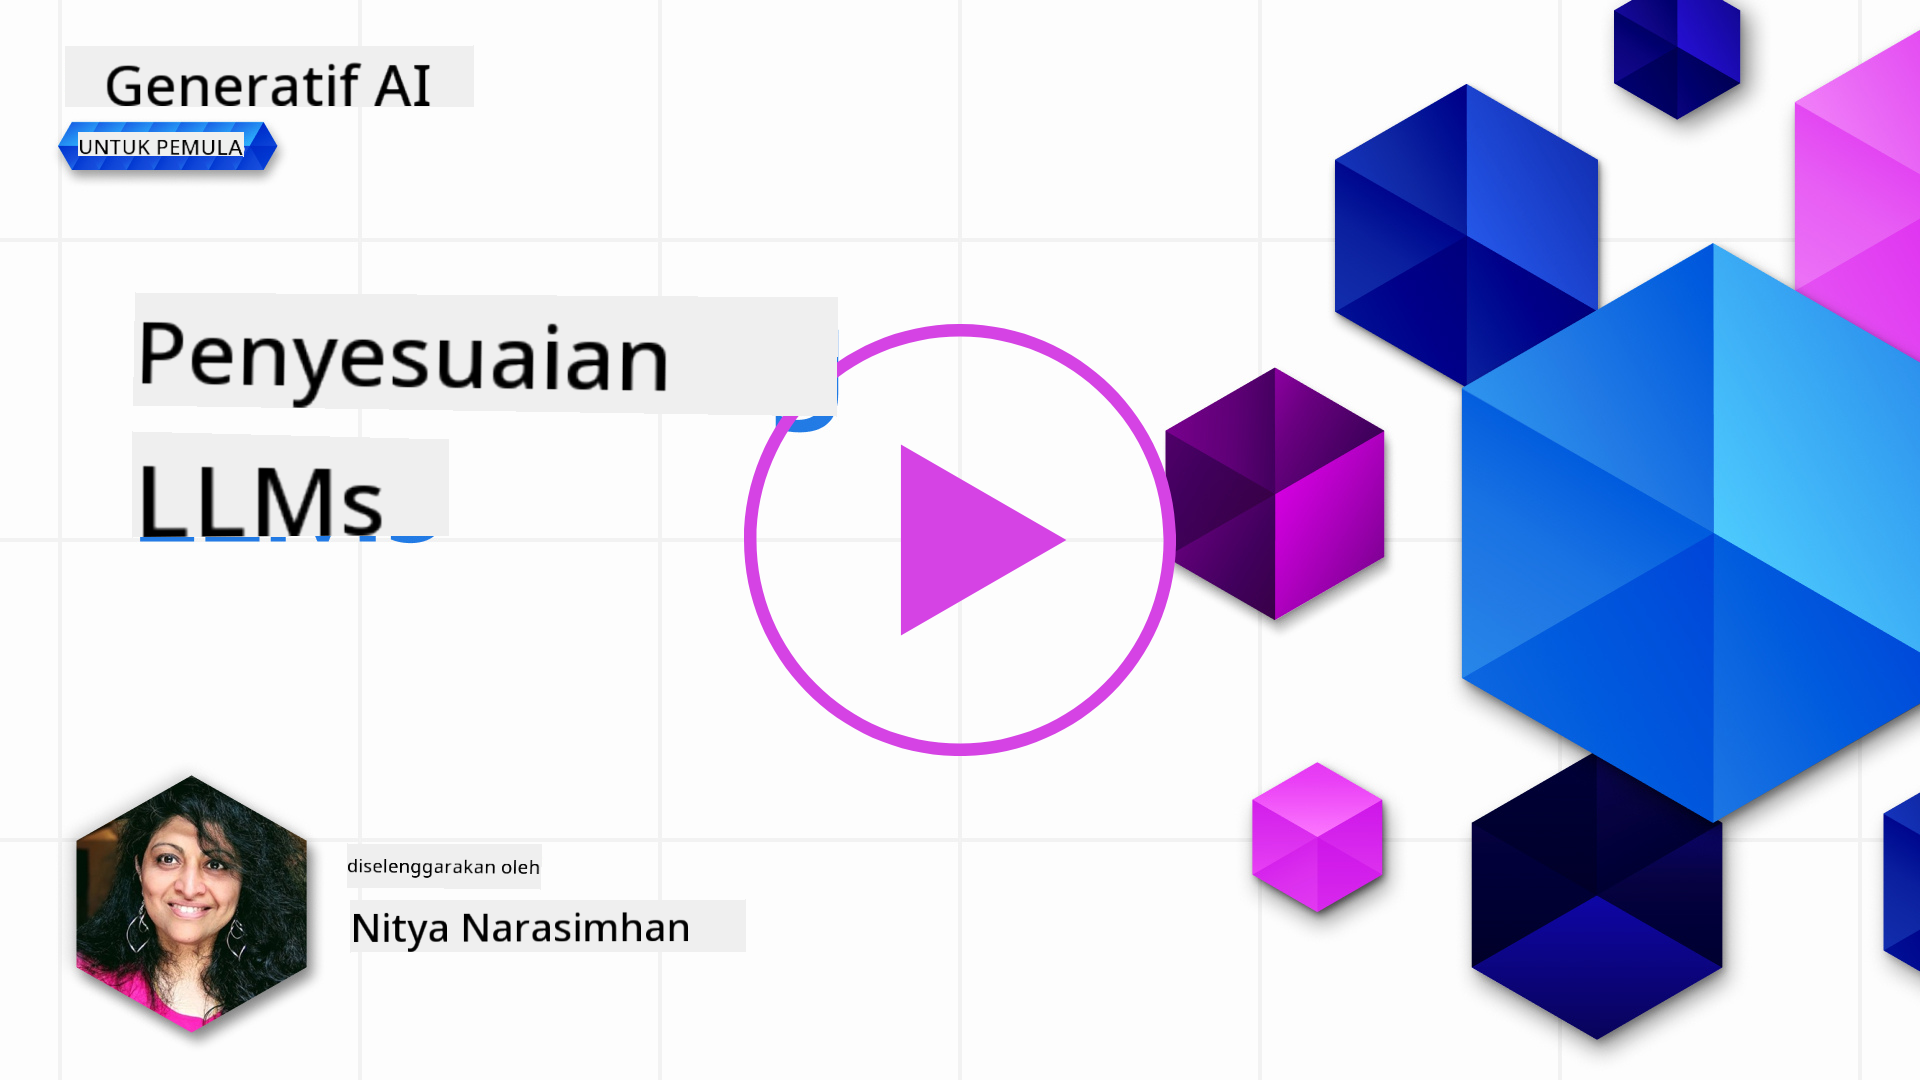 Generatif AI
UNTUK PEMULA
Penyesuaian
LLMs
diselenggarakan oleh
Nitya Narasimhan